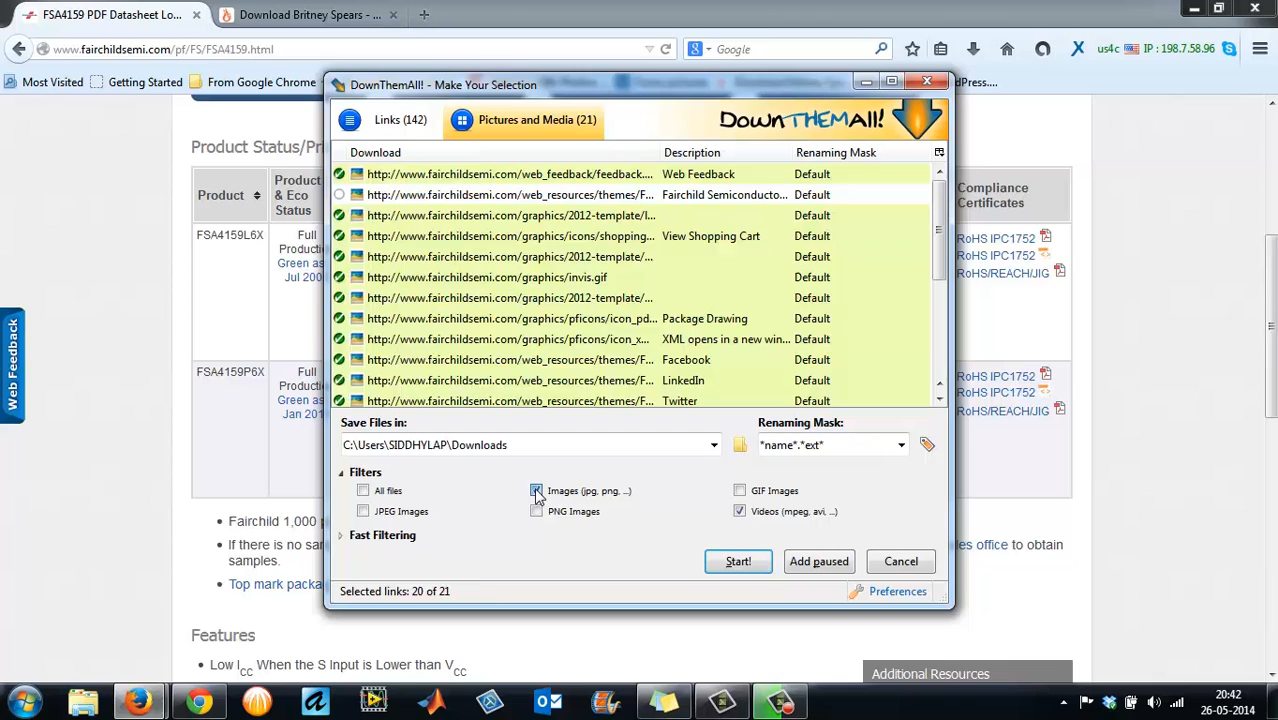 FSA4159 PDF Datasheet Lo... ×
Download Britney Spears - ... ×
www.fairchildsemi.com/pf/FS/FSA4159.html
Google
us4c
IP : 198.7.58.96
Most Visited
Getting Started
From Google Chrome
rdPress....
DownThemAll! - Make Your Selection
Links (142)
Pictures and Media (21)
DownThemAll!
Download
Description
Renaming Mask
http://www.fairchildsemi.com/web_feedback/feedback....
Web Feedback
Default
http://www.fairchildsemi.com/web_resources/themes/F...
Fairchild Semiconducto...
Default
http://www.fairchildsemi.com/graphics/2012-template/l...
Default
http://www.fairchildsemi.com/graphics/icons/shopping...
View Shopping Cart
Default
http://www.fairchildsemi.com/graphics/2012-template/...
Default
http://www.fairchildsemi.com/graphics/invis.gif
Default
http://www.fairchildsemi.com/graphics/2012-template/...
Default
http://www.fairchildsemi.com/graphics/pficons/icon_pd...
Package Drawing
Default
http://www.fairchildsemi.com/graphics/pficons/icon_x...
XML opens in a new win...
Default
http://www.fairchildsemi.com/web_resources/themes/F...
Facebook
Default
http://www.fairchildsemi.com/web_resources/themes/F...
LinkedIn
Default
http://www.fairchildsemi.com/web_resources/themes/F...
Twitter
Default
Save Files in:
Renaming Mask:
C:\Users\SIDDHYLAP\Downloads
*name*.*ext*
Filters
All files
Images (jpg, png, ...)
GIF Images
JPEG Images
PNG Images
Videos (mpeg, avi, ...)
Fast Filtering
Start!
Add paused
Cancel
Selected links: 20 of 21
Preferences
Product Status/Pri
Product
Product
& Eco
Status
Compliance
Certificates
FSA4159L6X
Full
Producti
Green as
Jul 200
RoHS IPC1752
RoHS IPC1752
RoHS/REACH/JIG
FSA4159P6X
Full
Producti
Green as
Jan 201
RoHS IPC1752
RoHS IPC1752
RoHS/REACH/JIG
Web Feedback
Fairchild 1,000 p
If there is no sar
es office to obtain
samples.
Top mark packa
Features
Low ICC When the S Input is Lower than VCC
Additional Resources
20:42
26-05-2014